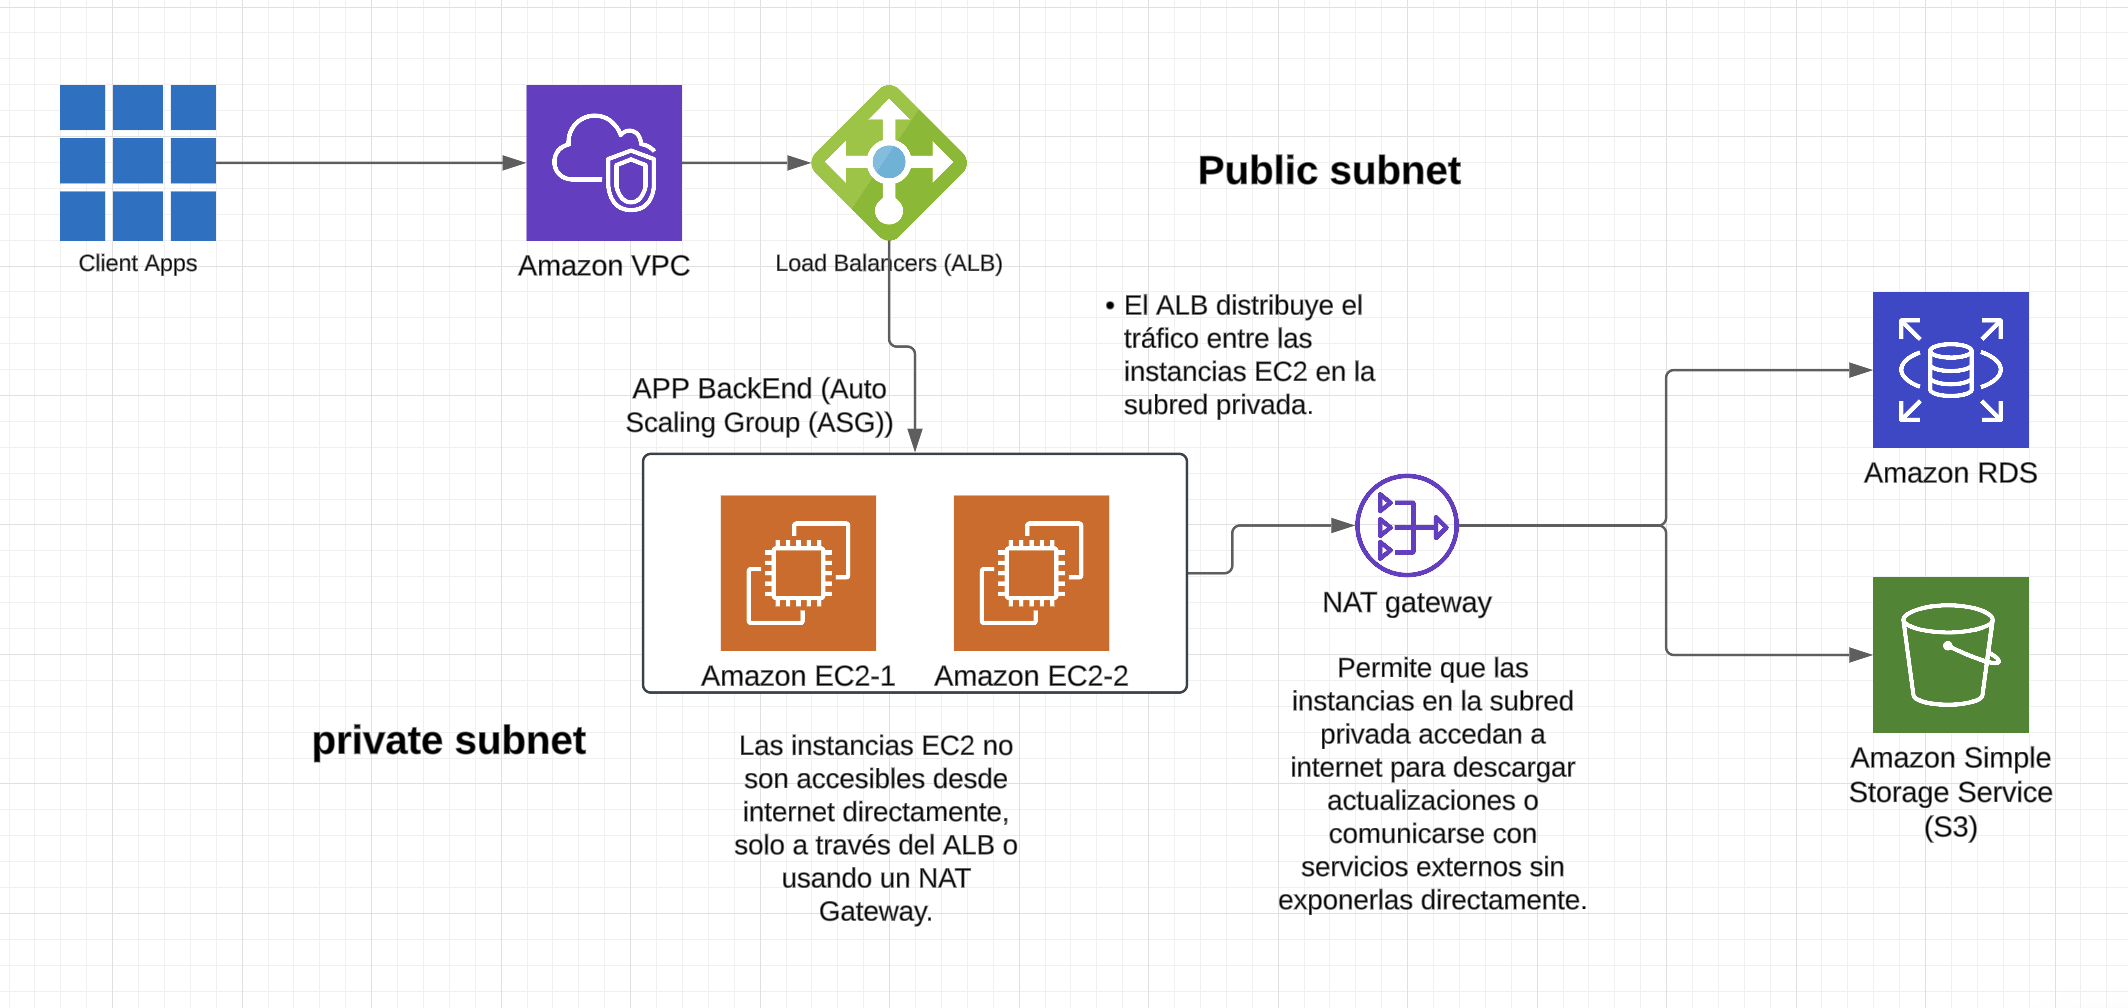 Client Apps
Amazon VPC
Load Balancers (ALB)
Public subnet
• El ALB distribuye el
tráfico entre las
instancias EC2 en la
subred privada.
APP BackEnd (Auto
Scaling Group (ASG))
Amazon EC2-1
Amazon EC2-2
private subnet
Las instancias EC2 no
son accesibles desde
internet directamente,
solo a través del ALB o
usando un NAT
Gateway.
NAT gateway
Permite que las
instancias en la subred
privada accedan a
internet para descargar
actualizaciones o
comunicarse con
servicios externos sin
exponerlas directamente.
Amazon RDS
Amazon Simple
Storage Service
(S3)